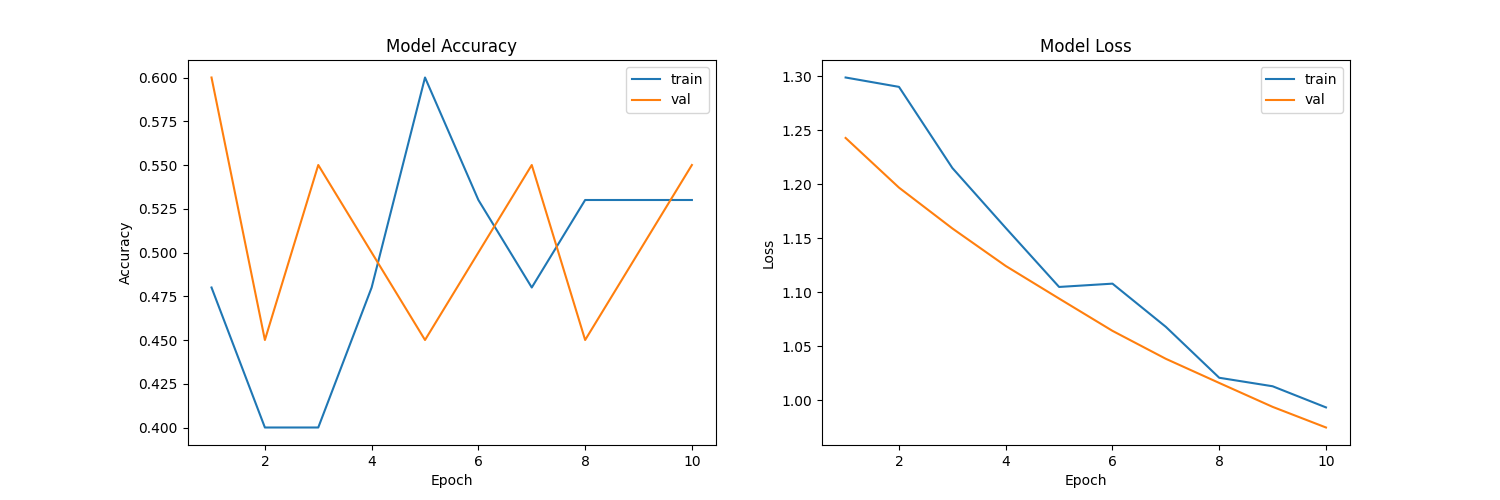 Model Accuracy
0.600
0.575
0.550
0.525
0.500
0.475
0.450
0.425
0.400
Accuracy
2 4 6 8 10
Epoch
train
val
Model Loss
1.30
1.25
1.20
1.15
1.10
1.05
1.00
Loss
2 4 6 8 10
Epoch
train
val